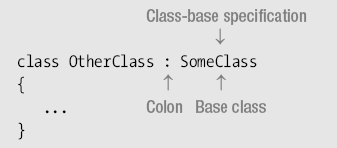 Class-base specification
↓
class OtherClass : SomeClass
{
↑ ↑
... Colon Base class
}